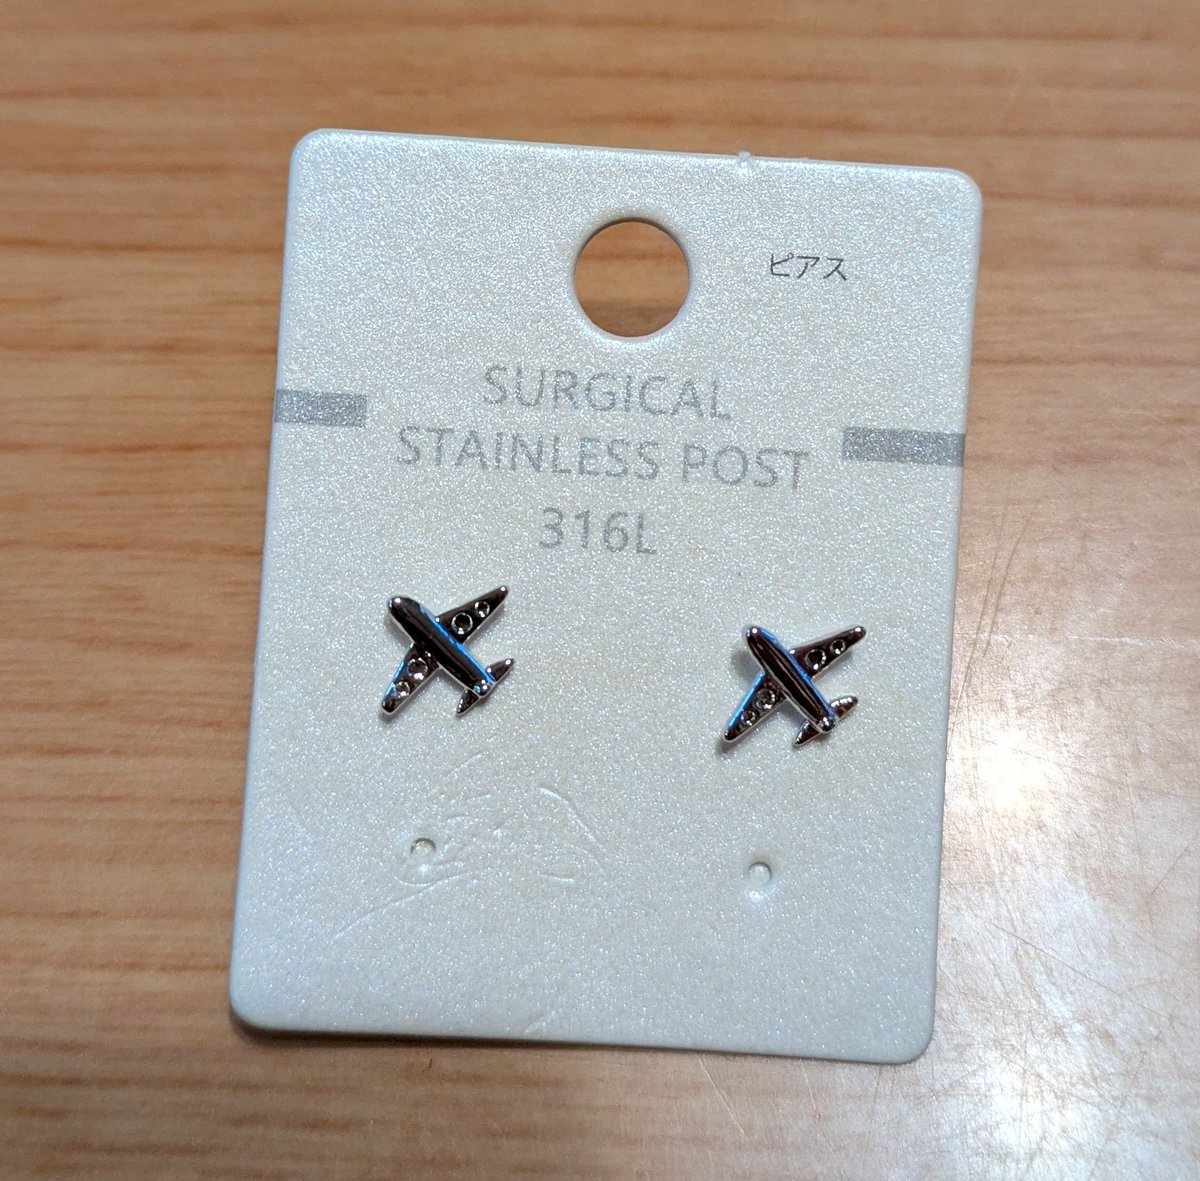 ピアス
SURGICAL
STAINLESS POST
316L